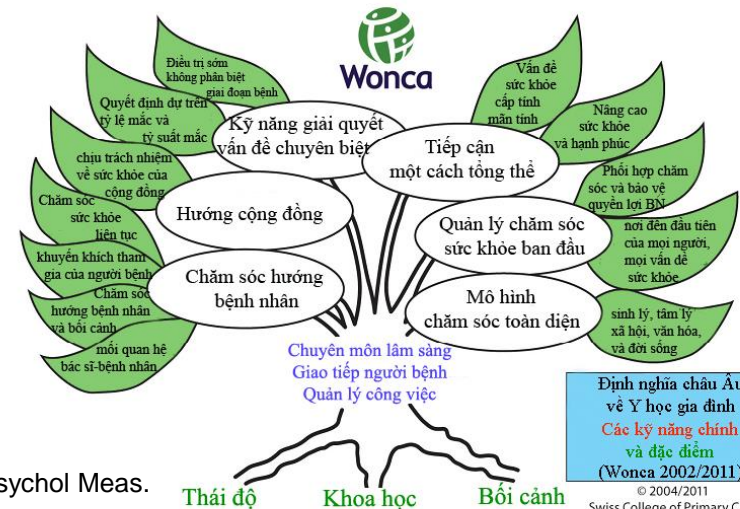 Wonca
Điều trị sớm
không phân biệt
giai đoạn bệnh
Quyết định dự trên
tỷ lệ mắc và
tỷ suất mắc
chịu trách nhiệm
về sức khỏe của
cộng đồng
Chăm sóc
sức khỏe
liên tục
khuyến khích tham
gia của người bệnh
Chăm sóc
hướng bệnh nhân
và bối cảnh
mối quan hệ
bác sĩ-bệnh nhân
Kỹ năng giải quyết
vấn đề chuyên biệt
Hướng cộng đồng
Chăm sóc hướng
bệnh nhân
Tiếp cận
một cách tổng thể
Quản lý chăm sóc
sức khỏe ban đầu
Mô hình
chăm sóc toàn diện
Vấn đề
sức khỏe
cấp tính
mãn tính
Nâng cao
sức khỏe
và hạnh phúc
Phối hợp chăm
sóc và bảo vệ
quyền lợi BN
nơi đến đầu tiên
của mọi người,
mọi vấn đề
sức khỏe
sinh lý, tâm lý
xã hội, văn hóa,
và đời sống
Chuyên môn lâm sàng
Giao tiếp người bệnh
Quản lý công việc
Định nghĩa châu Âu
về Y học gia đình
Các kỹ năng chính
và đặc điểm
(Wonca 2002/2011)
© 2004/2011
Swiss College of Primary C
sychol Meas.
Thái độ
Khoa học
Bối cảnh